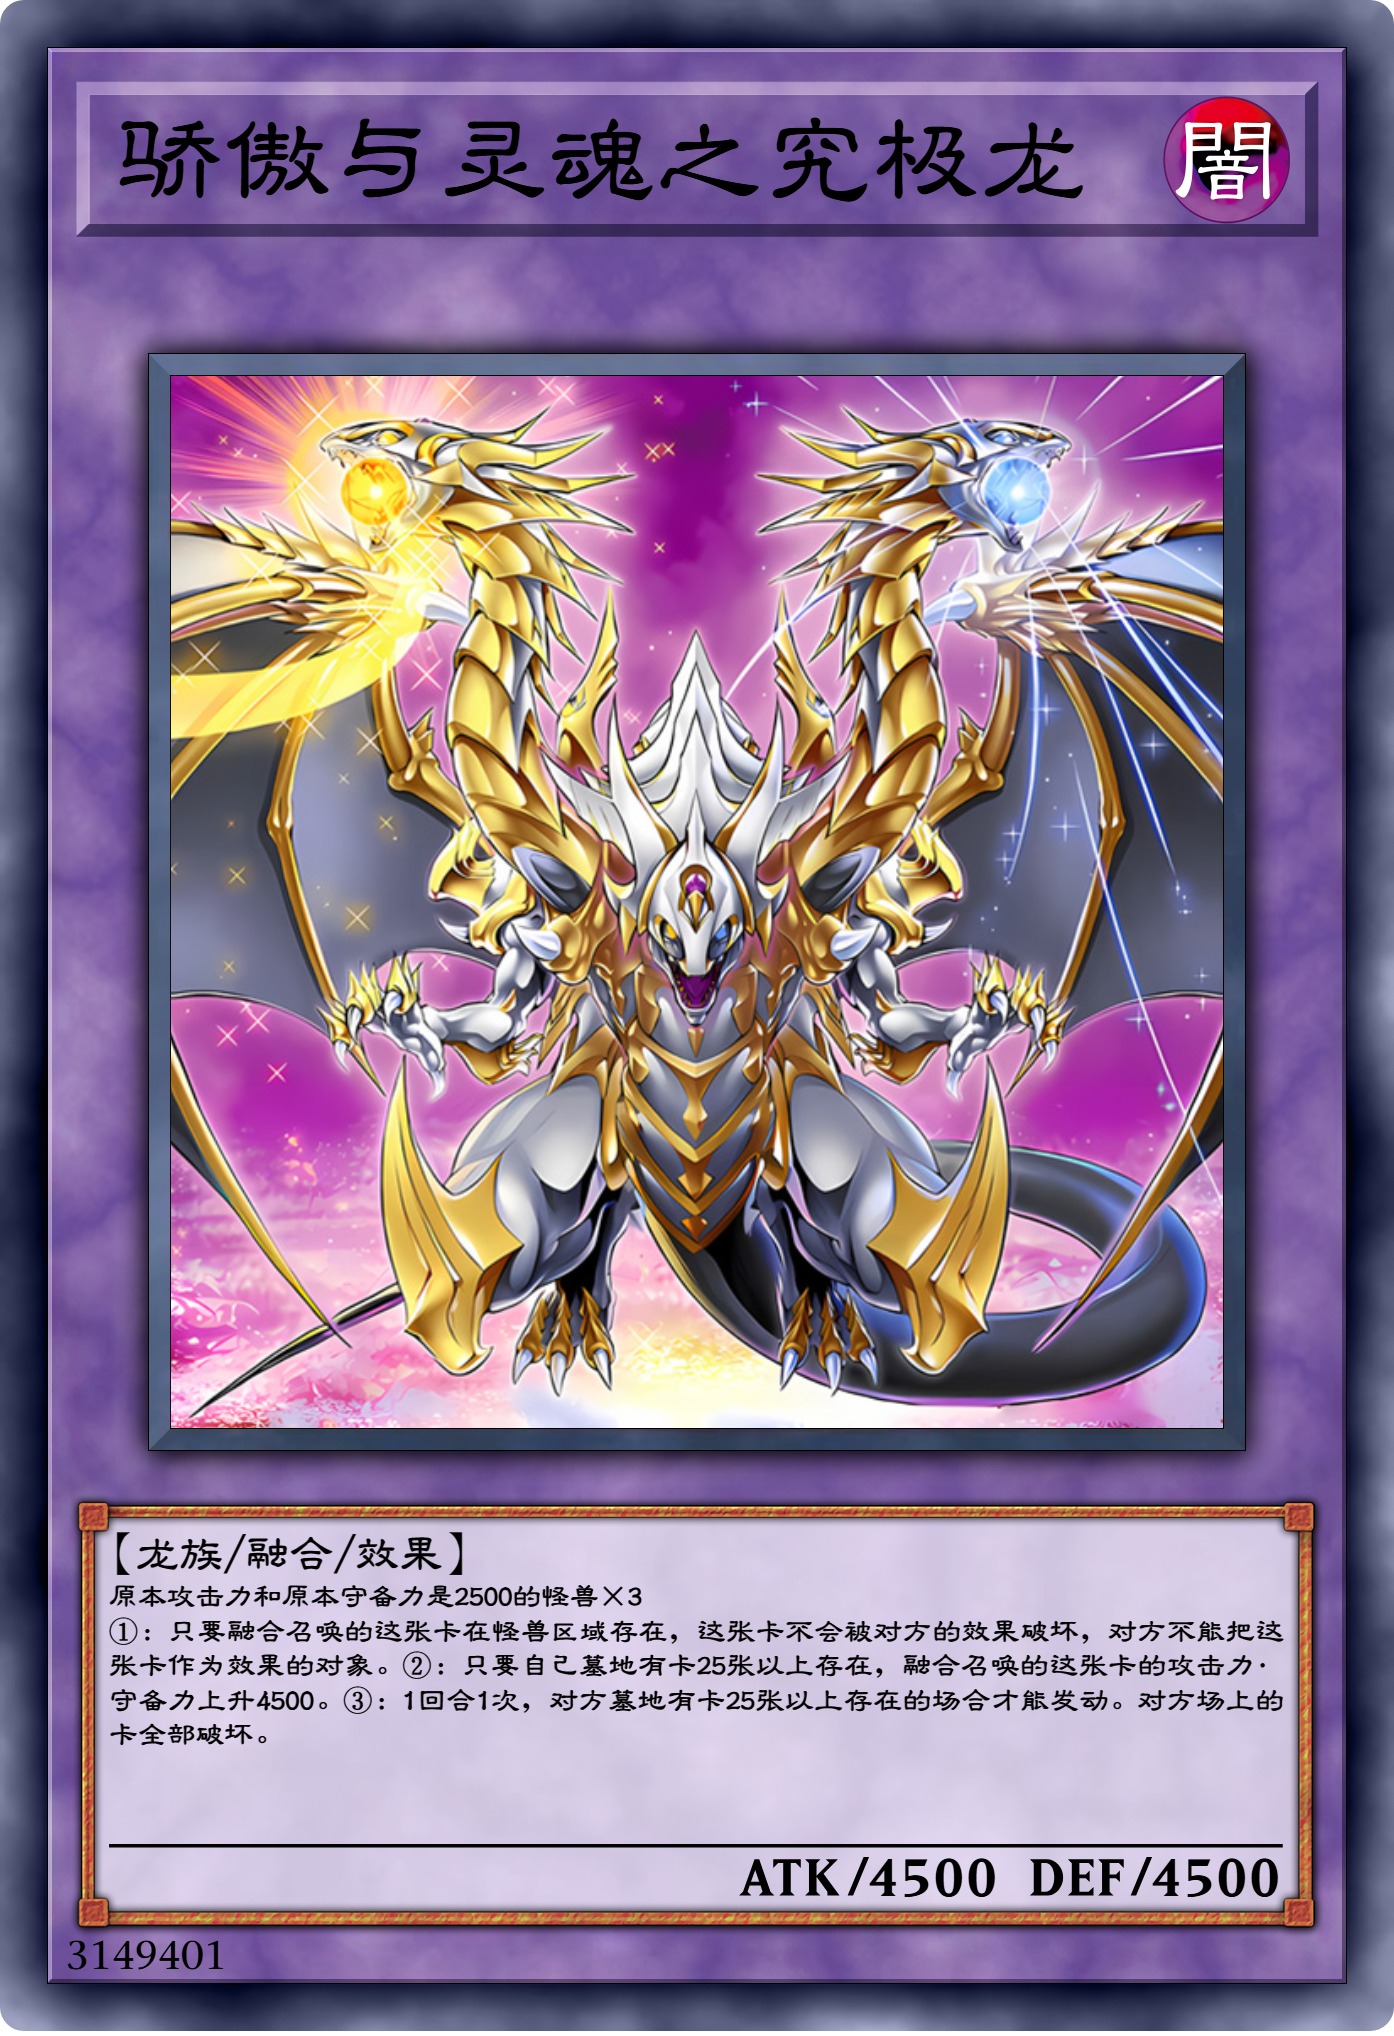 骄傲与灵魂之究极龙
闇
【龙族/融合/效果】
原本攻击力和原本守备力是2500的怪兽×3
①：只要融合召唤的这张卡在怪兽区域存在，这张卡不会被对方的效果破坏，对方不能把这
张卡作为效果的对象。②：只要自己墓地有卡25张以上存在，融合召唤的这张卡的攻击力·
守备力上升4500。③：1回合1次，对方墓地有卡25张以上存在的场合才能发动。对方场上的
卡全部破坏。
ATK/4500 DEF/4500
3149401